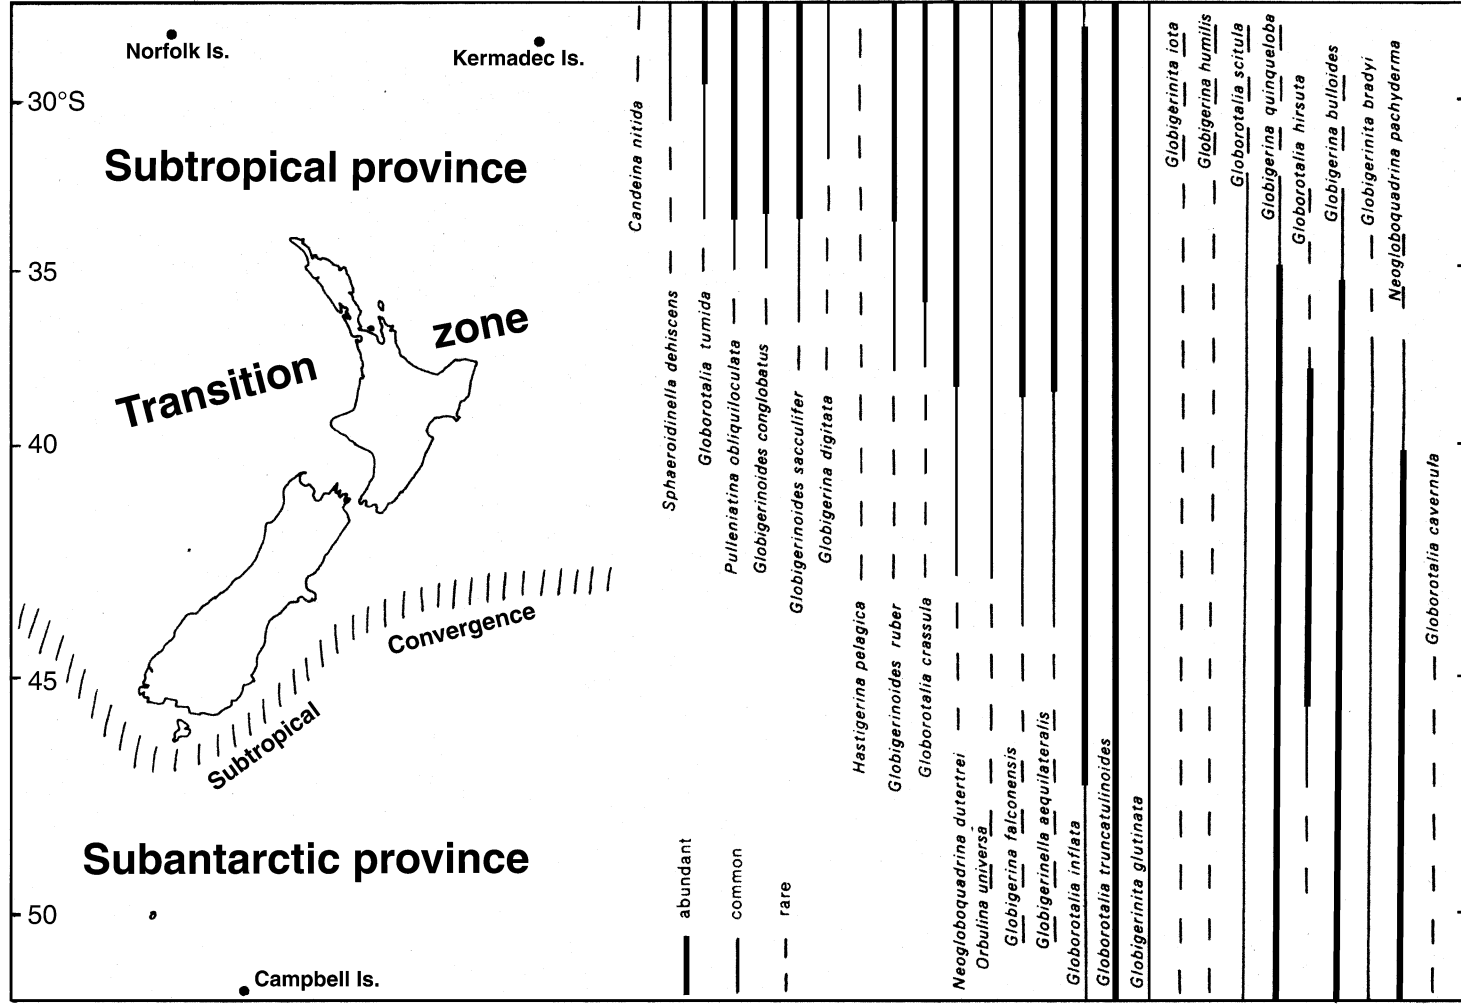 Norfolk Is.
Kermadec Is.
30°S
Subtropical province
35
Transition zone
40
Convergence
45
Subtropical
Subantarctic province
50
Campbell Is.
abundant
common
rare
Candeina nitida
Sphaeroidinella dehiscens
Globorotalia tumida
Pulleniatina obliquiloculata
Globigerinoides conglobatus
Globigerinoides sacculifer
Globigerina digitata
Hastigerina pelagica
Globigerinoides ruber
Globorotalia crassula
Neogloboquadrina dutertrei
Orbulina universa
Globigerina falconensis
Globigerinella aequilateralis
Globorotalia inflata
Globorotalia truncatulinoides
Globigerinita glutinata
Globigerinita iota
Globigerina humilis
Globorotalia scitula
Globigerina quinqueloba
Globorotalia hirsuta
Globigerina bulloides
Globigerinita bradyi
Neogloboquadrina pachyderma
Globorotalia cavernula